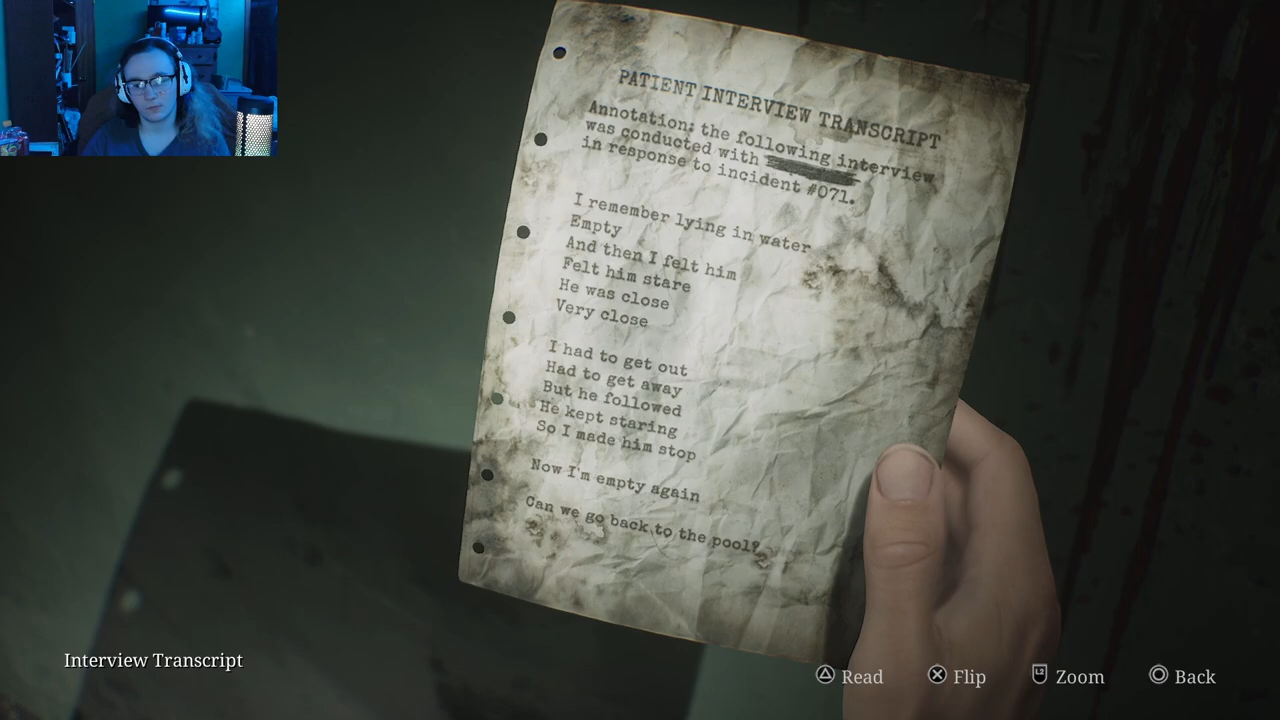 PATIENT INTERVIEW TRANSCRIPT
Annotation: the following interview
was conducted with
in response to incident #071.
I remember lying in water
Empty
And then I felt him
Felt him stare
He was close
Very close
I had to get out
Had to get away
But he followed
He kept staring
So I made him stop
Now I'm empty again
Can we go back to the pool?
Interview Transcript
Read
Flip
L2 Zoom
Back